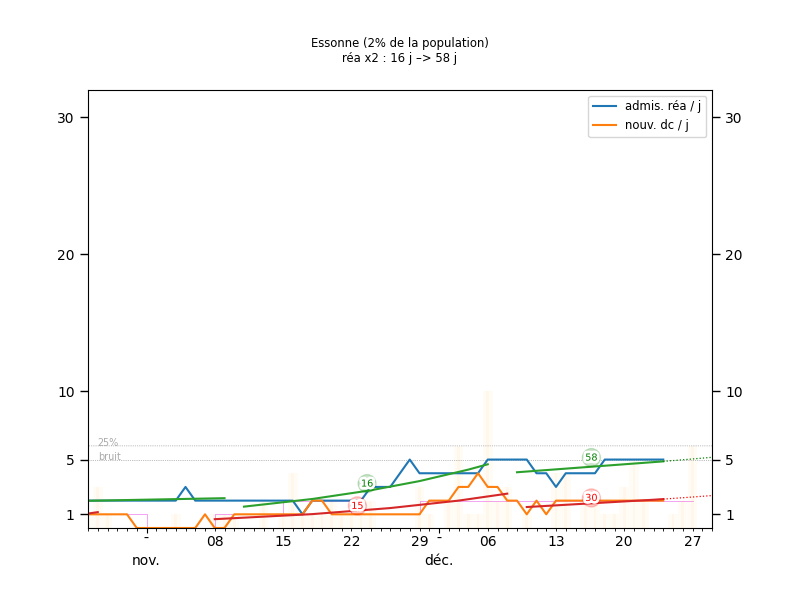 Essonne (2% de la population)
réa x2 : 16 j –> 58 j
admis. réa / j
nouv. dc / j
30
30
20
20
10
10
25%
bruit
5
5
1
1
16
15
58
30
- 08 15 22 29 - 06 13 20 27
nov. déc.